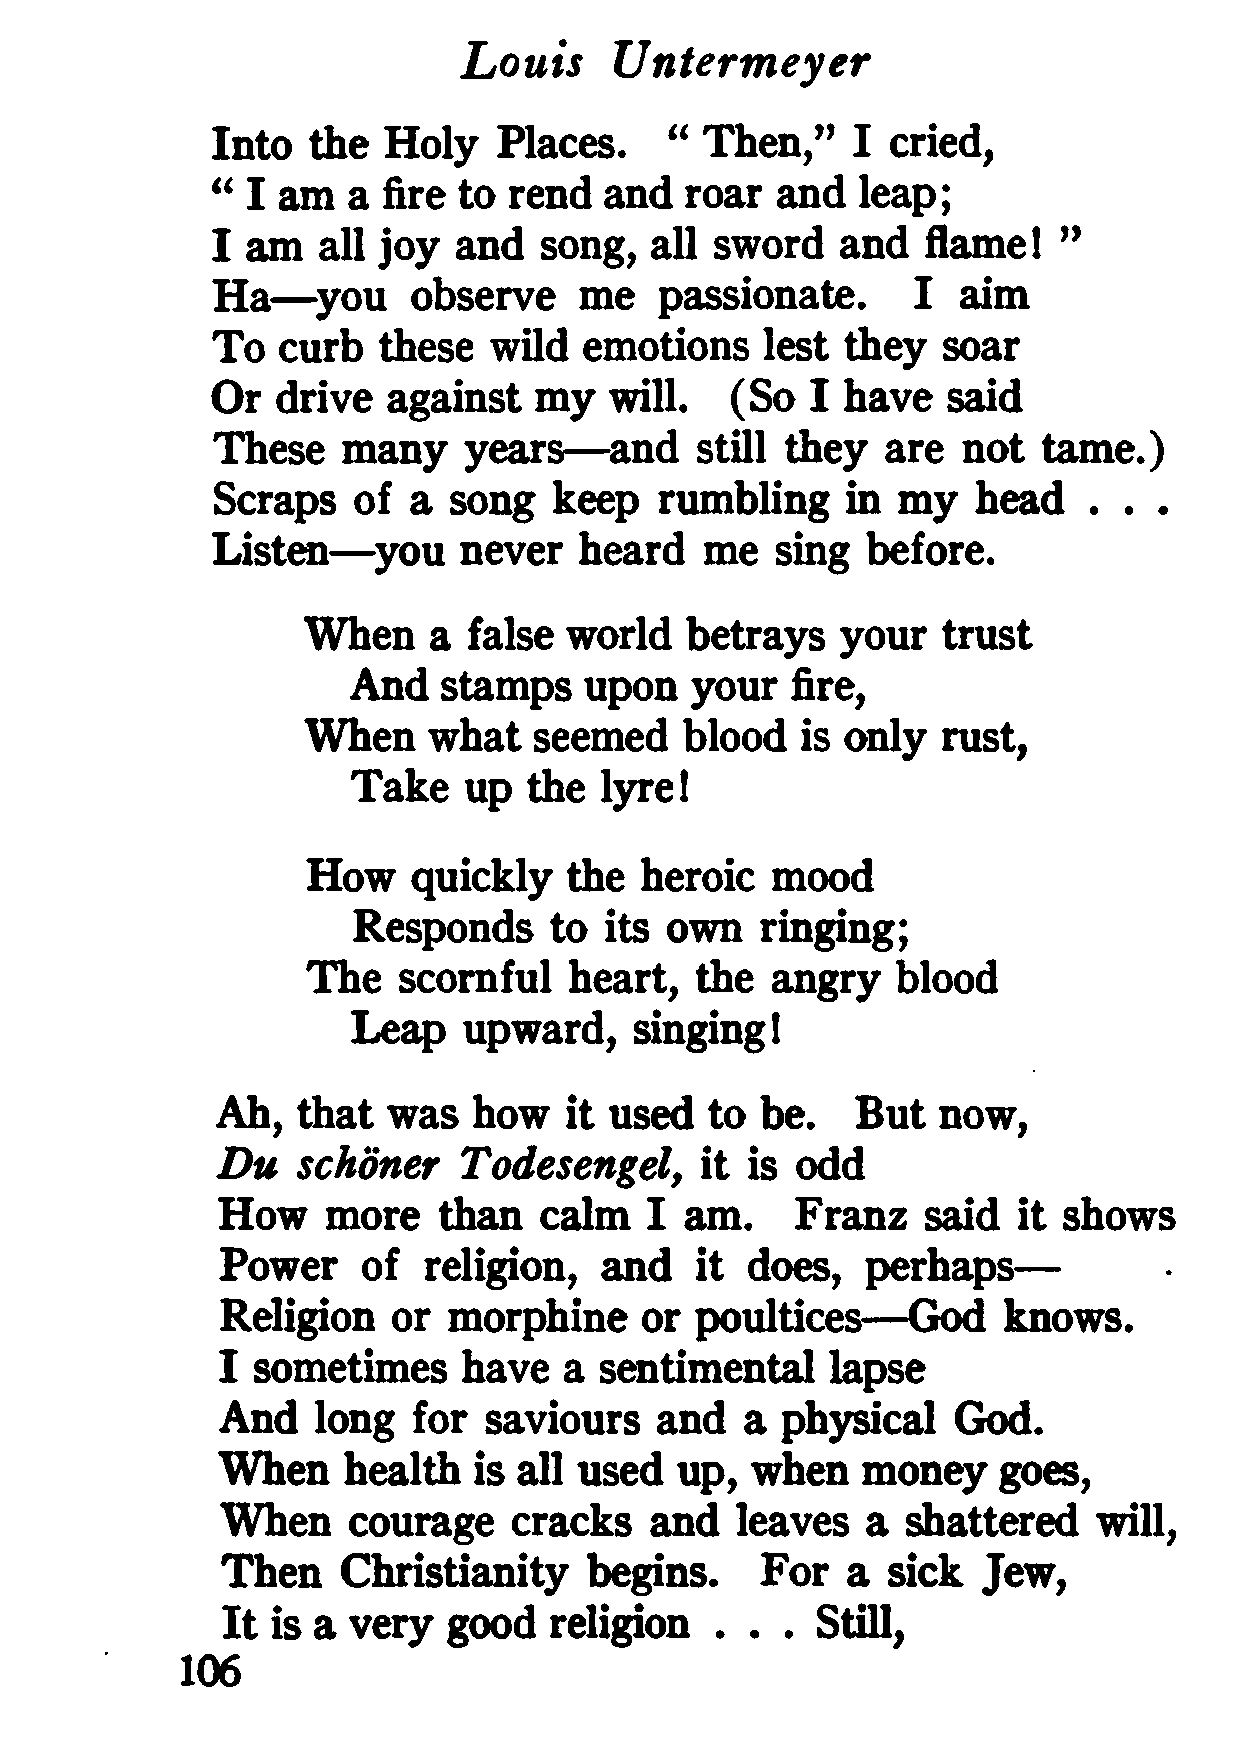 Louis Untermeyer
Into the Holy Places. “ Then,” I cried,
“ I am a fire to rend and roar and leap;
I am all joy and song, all sword and flame! ”
Ha—you observe me passionate. I aim
To curb these wild emotions lest they soar
Or drive against my will. (So I have said
These many years—and still they are not tame.)
Scraps of a song keep rumbling in my head . . .
Listen—you never heard me sing before.
When a false world betrays your trust
And stamps upon your fire,
When what seemed blood is only rust,
Take up the lyre!
How quickly the heroic mood
Responds to its own ringing;
The scornful heart, the angry blood
Leap upward, singing!
Ah, that was how it used to be. But now,
Du schöner Todesengel, it is odd
How more than calm I am. Franz said it shows
Power of religion, and it does, perhaps—
Religion or morphine or poultices—God knows.
I sometimes have a sentimental lapse
And long for saviours and a physical God.
When health is all used up, when money goes,
When courage cracks and leaves a shattered will,
Then Christianity begins. For a sick Jew,
It is a very good religion . . . Still,
106